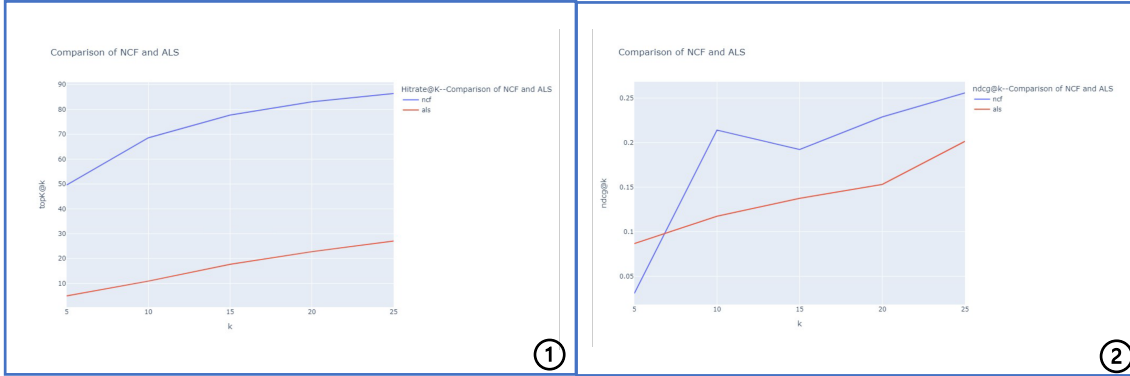 Comparison of NCF and ALS
Hitrate@K--Comparison of NCF and ALS
ncf
als
topK@k
90
80
70
60
50
40
30
20
10
5 10 15 20 25
k
①
Comparison of NCF and ALS
ndcg@k--Comparison of NCF and ALS
ncf
als
ndcg@k
0.25
0.2
0.15
0.1
0.05
5 10 15 20 25
k
②